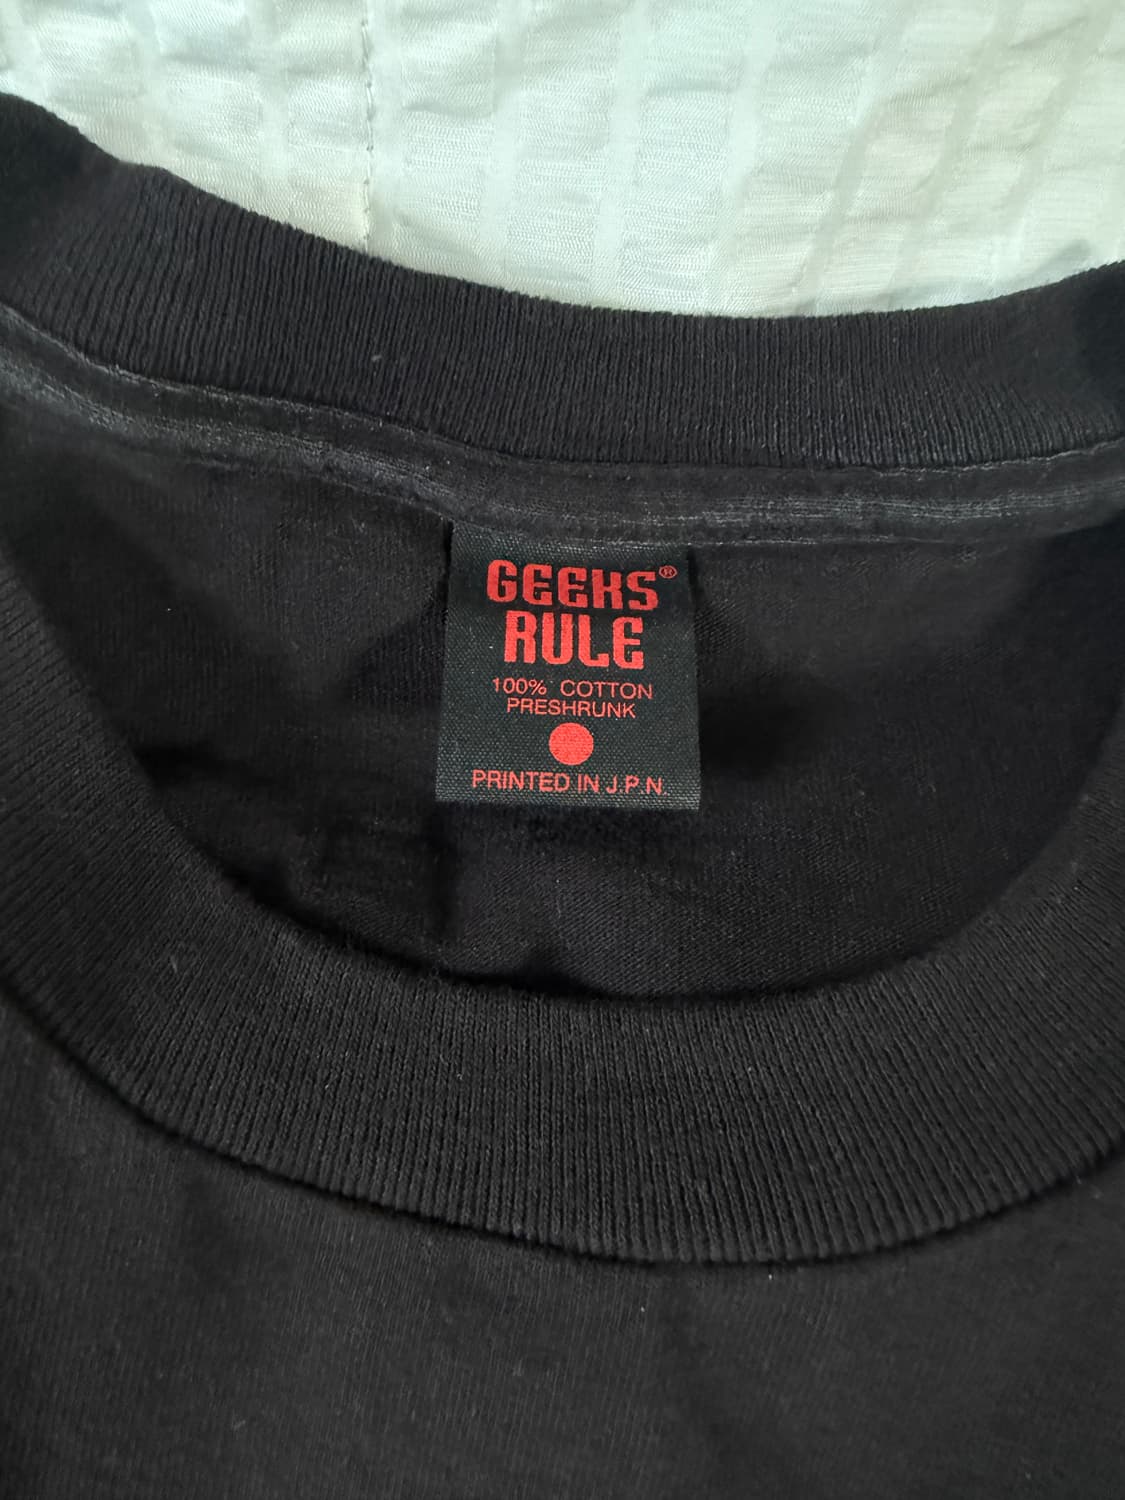 GEEKS®
RULE
100% COTTON
PRESHRUNK
PRINTED IN J.P.N.